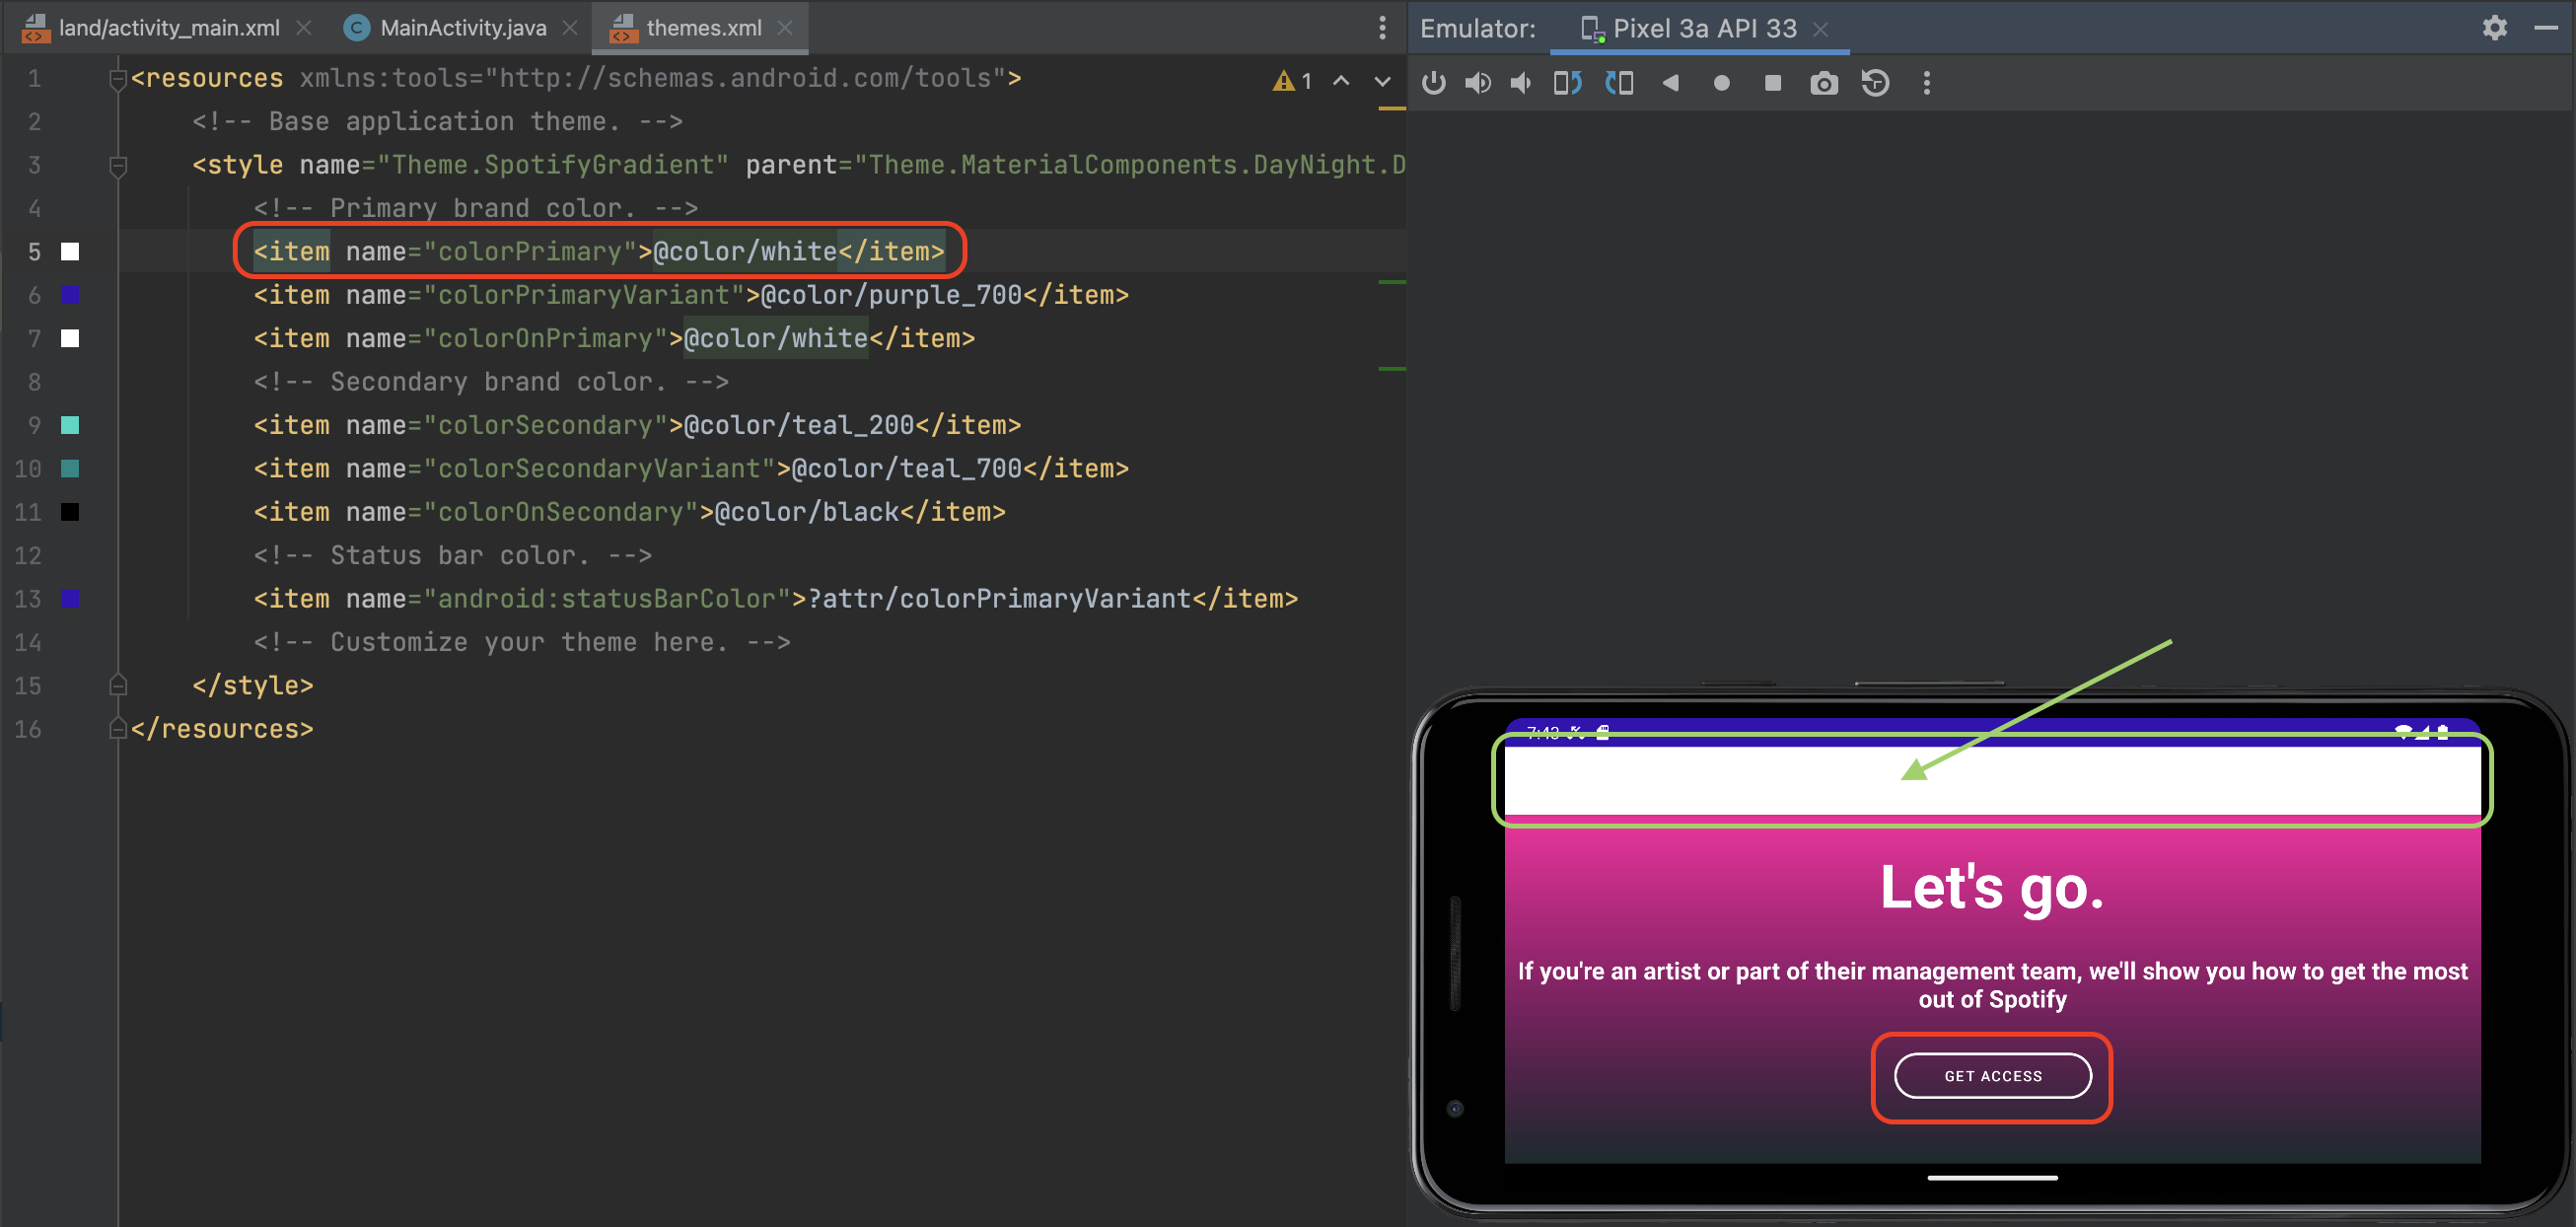 land/activity_main.xml MainActivity.java themes.xml
Emulator: Pixel 3a API 33
1 <resources xmlns:tools="http://schemas.android.com/tools"> 1
2 <!-- Base application theme. -->
3 <style name="Theme.SpotifyGradient" parent="Theme.MaterialComponents.DayNight.D
4 <!-- Primary brand color. -->
5 <item name="colorPrimary">@color/white</item>
6 <item name="colorPrimaryVariant">@color/purple_700</item>
7 <item name="colorOnPrimary">@color/white</item>
8 <!-- Secondary brand color. -->
9 <item name="colorSecondary">@color/teal_200</item>
10 <item name="colorSecondaryVariant">@color/teal_700</item>
11 <item name="colorOnSecondary">@color/black</item>
12 <!-- Status bar color. -->
13 <item name="android:statusBarColor">?attr/colorPrimaryVariant</item>
14 <!-- Customize your theme here. -->
15 </style>
16 </resources>
7:43
Let's go.
If you're an artist or part of their management team, we'll show you how to get the most
out of Spotify
GET ACCESS